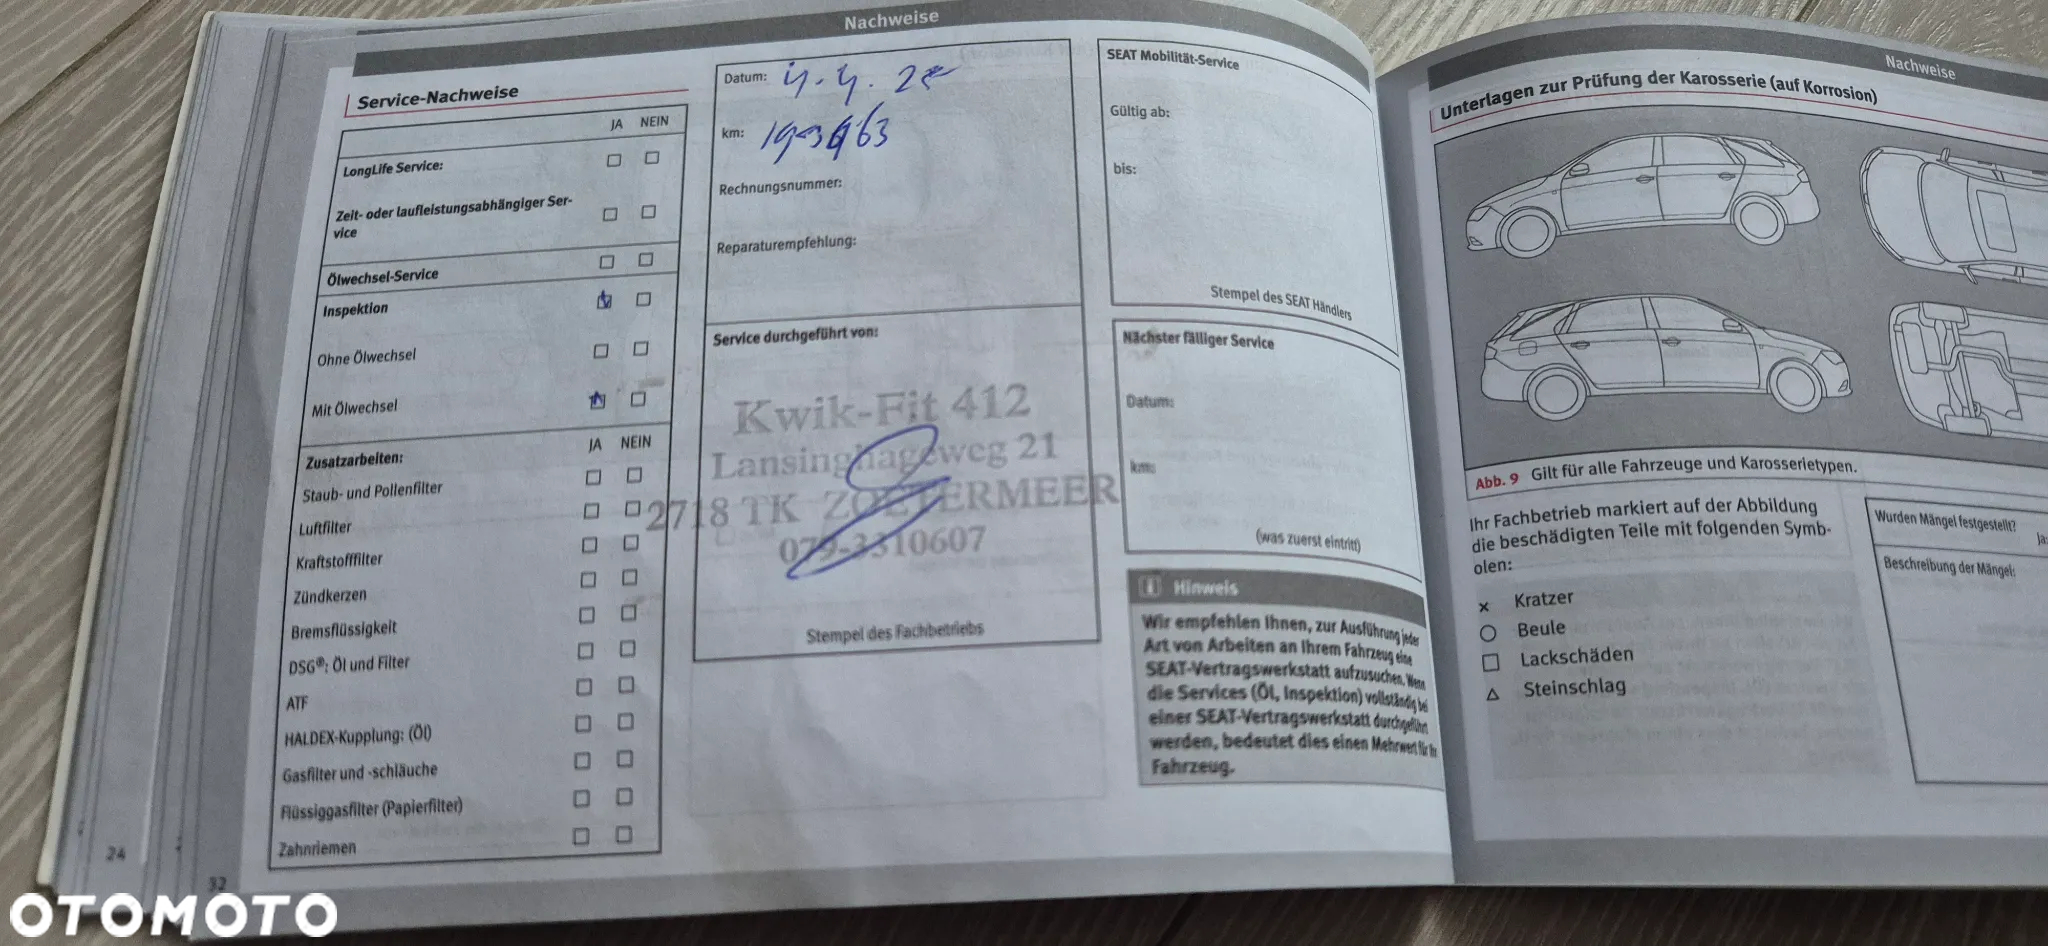 Nachweise
Service-Nachweise
JA NEIN
LongLife Service:
Zeit- oder laufleistungsabhängiger Ser-
vice
Ölwechsel-Service
Inspektion
Ohne Ölwechsel
Mit Ölwechsel
Zusatzarbeiten: JA NEIN
Staub- und Pollenfilter
Luftfilter
Kraftstofffilter
Zündkerzen
Bremsflüssigkeit
DSG®: Öl und Filter
ATF
HALDEX-Kupplung: (Öl)
Gasfilter und -schläuche
Flüssiggasfilter (Papierfilter)
Zahnriemen
24
32
Datum:
km:
Rechnungsnummer:
Reparaturempfehlung:
Service durchgeführt von:
Kwik-Fit 412
Lansinghageweg 21
2718 TK ZOETERMEER
079-3310607
Stempel des Fachbetriebs
SEAT Mobilität-Service
Gültig ab:
bis:
Stempel des SEAT Händlers
Nächster fälliger Service
Datum:
km:
(was zuerst eintritt)
Hinweis
Wir empfehlen Ihnen, zur Ausführung jeder
Art von Arbeiten an Ihrem Fahrzeug eine
SEAT-Vertragswerkstatt aufzusuchen. Wenn
die Services (Öl, Inspektion) vollständig bei
einer SEAT-Vertragswerkstatt durchgeführt
werden, bedeutet dies einen Mehrwert für Ihr
Fahrzeug.
Nachweise
Unterlagen zur Prüfung der Karosserie (auf Korrosion)
Abb. 9 Gilt für alle Fahrzeuge und Karosserietypen.
Ihr Fachbetrieb markiert auf der Abbildung
die beschädigten Teile mit folgenden Symb-
olen:
Kratzer
Beule
Lackschäden
Steinschlag
Wurden Mängel festgestellt?
Ja:
Beschreibung der Mängel:
OTOMOTO